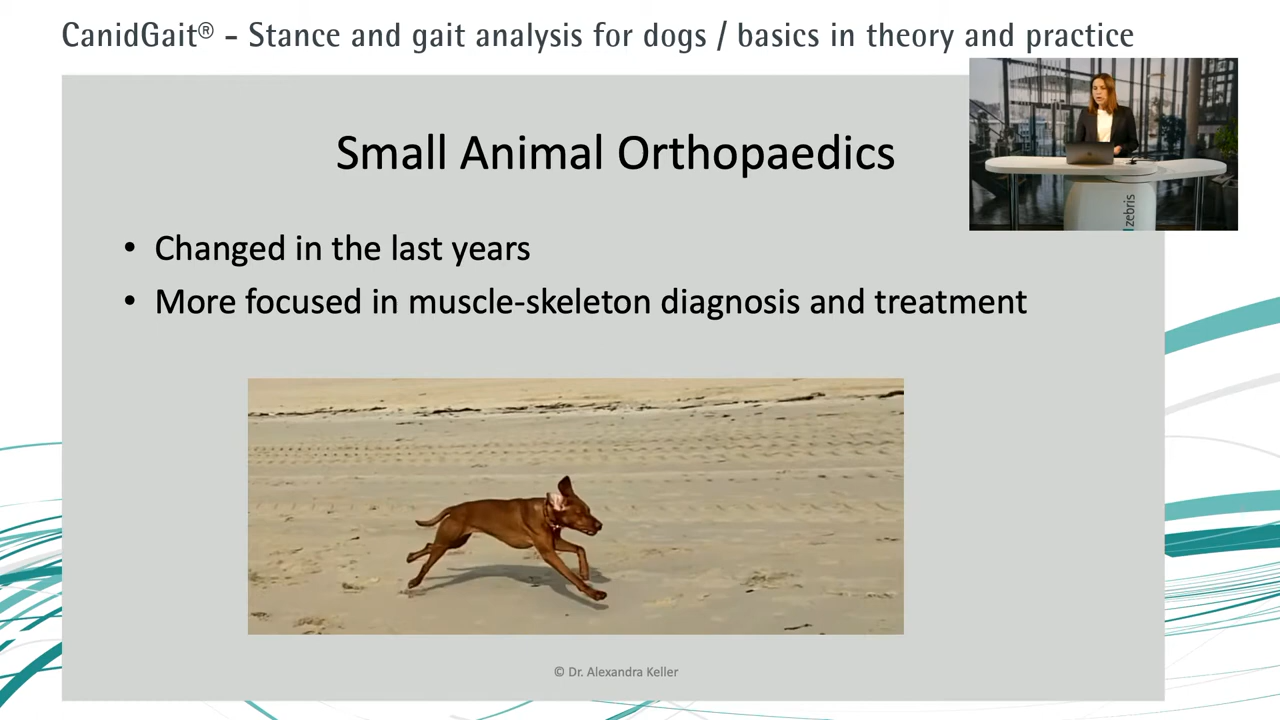 CanidGait® - Stance and gait analysis for dogs / basics in theory and practice
Small Animal Orthopaedics
• Changed in the last years
• More focused in muscle-skeleton diagnosis and treatment
zebris
© Dr. Alexandra Keller